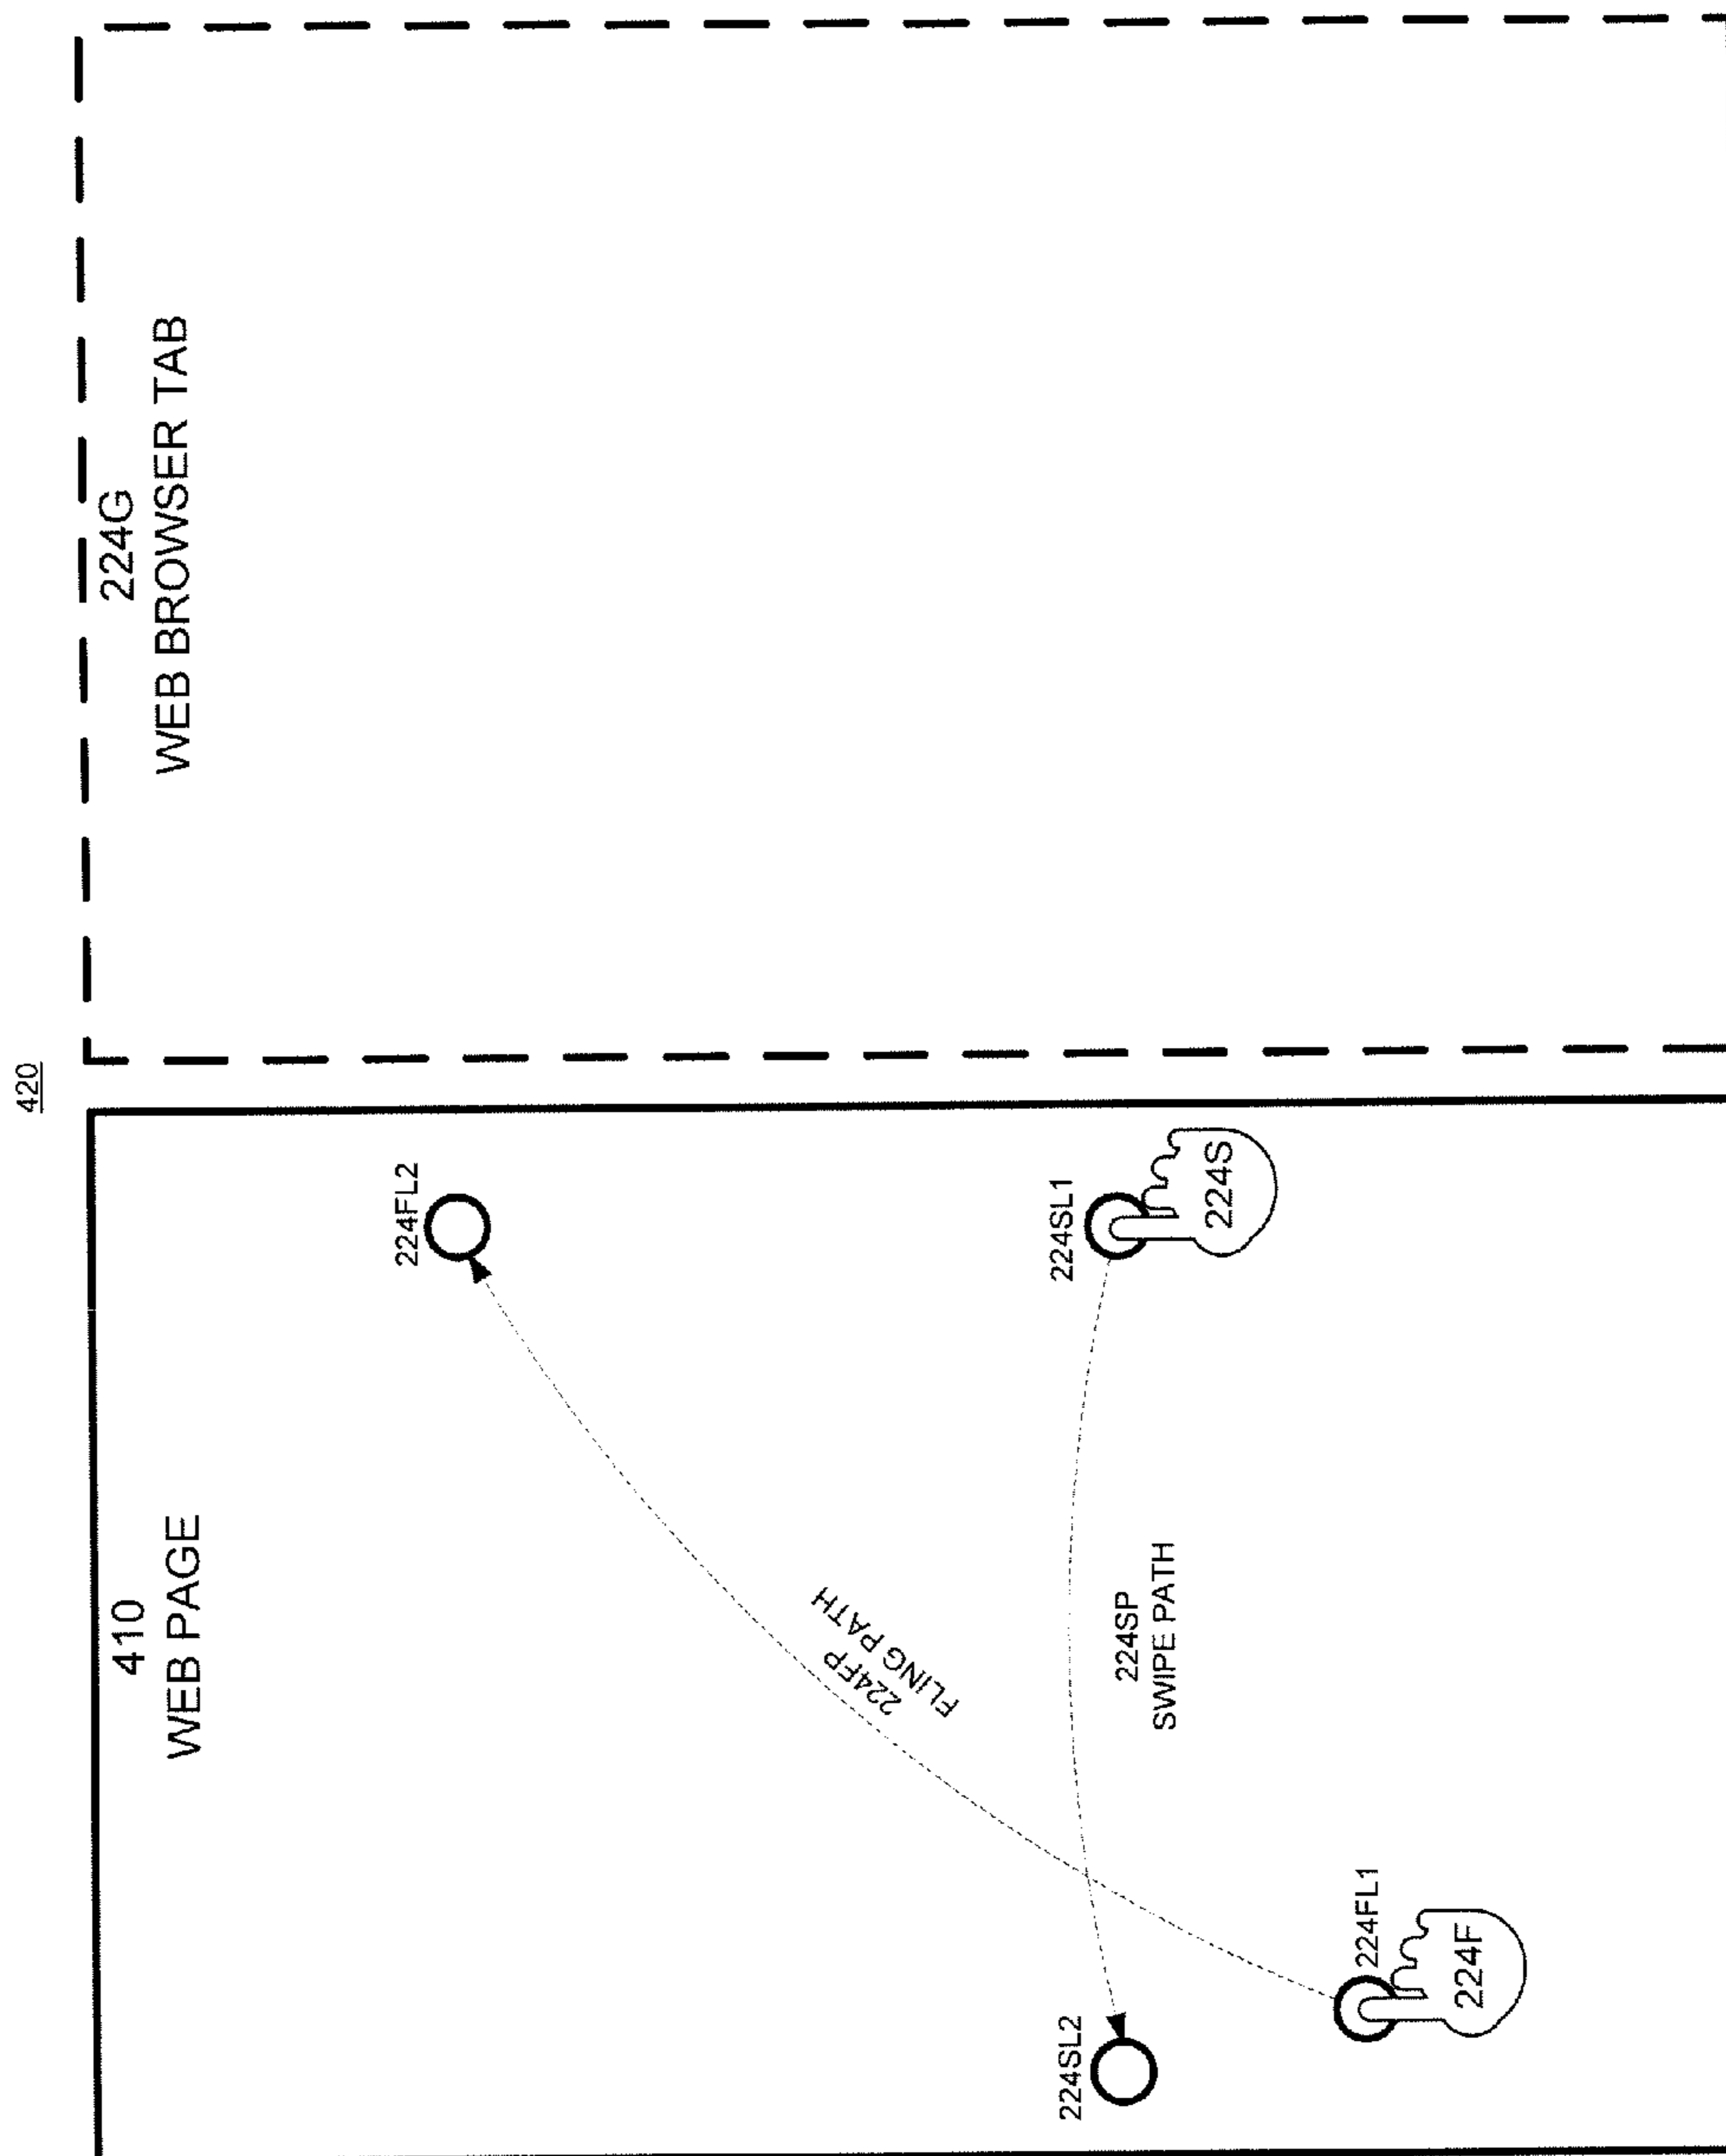 420
410
WEB PAGE
224G
WEB BROWSER TAB
224FL2
224FP
FLING PATH
224SL1
224S
224SP
SWIPE PATH
224SL2
224FL1
224F